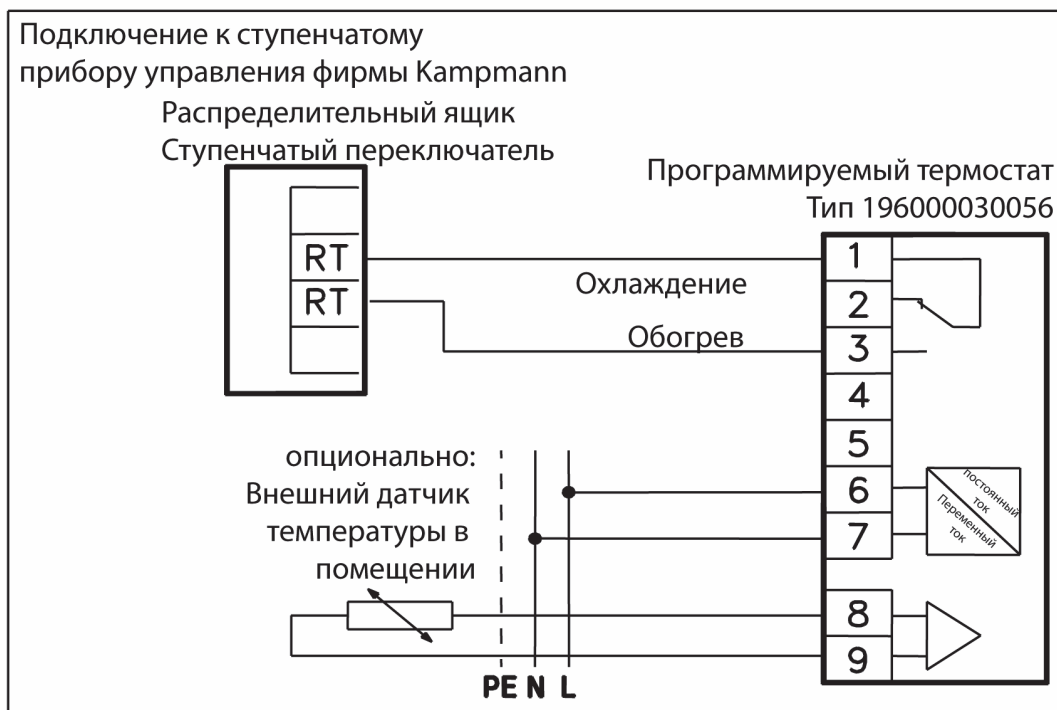 Подключение к ступенчатому
прибору управления фирмы Kampmann
Распределительный ящик
Ступенчатый переключатель
Программируемый термостат
Тип 196000030056
RT
RT
Охлаждение
Обогрев
1
2
3
4
5
6
7
8
9
постоянный
ток
Переменный
ток
опционально:
Внешний датчик
температуры в
помещении
PE N L